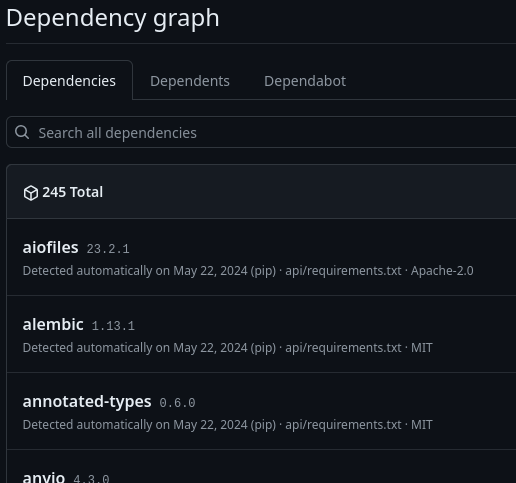 Dependency graph
Dependencies Dependents Dependabot
Search all dependencies
245 Total
aiofiles 23.2.1
Detected automatically on May 22, 2024 (pip) · api/requirements.txt · Apache-2.0
alembic 1.13.1
Detected automatically on May 22, 2024 (pip) · api/requirements.txt · MIT
annotated-types 0.6.0
Detected automatically on May 22, 2024 (pip) · api/requirements.txt · MIT
anyio 4.3.0